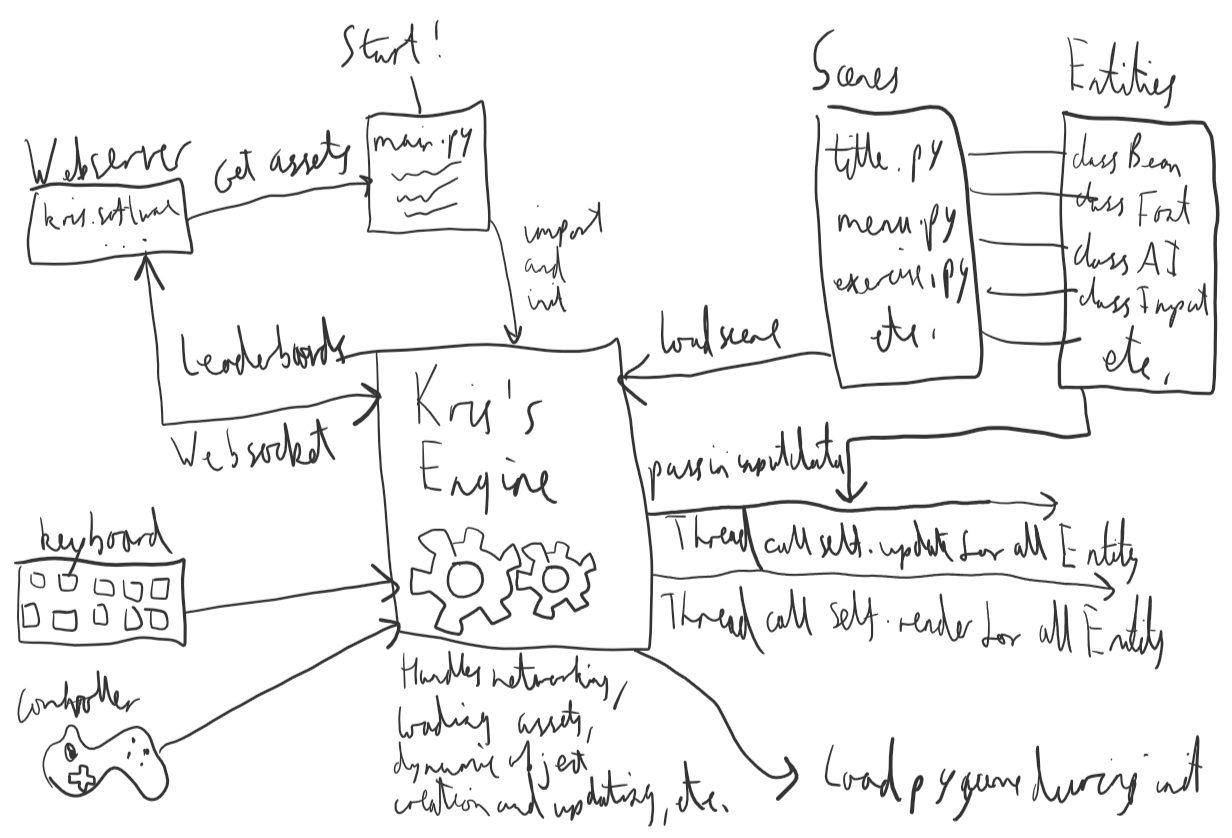 Start!
Scenes
Entities
main.py
Webserver
Get assets
kris.software
...
title.py
menu.py
exercise.py
etc.
class Bean
class Font
class AI
class Input
etc.
import
and
init
Leaderboards
Websocket
Load scene
Kris's
Engine
pass in input data
Thread call self.update for all Entity
Thread call self.render for all Entity
keyboard
controller
Handles networking,
loading assets,
dynamic object
creation and updating, etc.
Load pygame during init